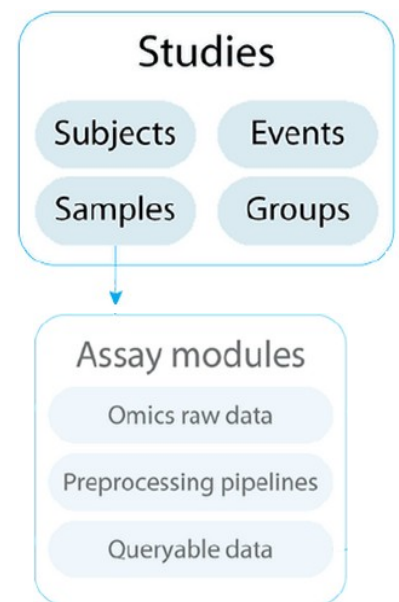 Studies
Subjects Events
Samples Groups
Assay modules
Omics raw data
Preprocessing pipelines
Queryable data